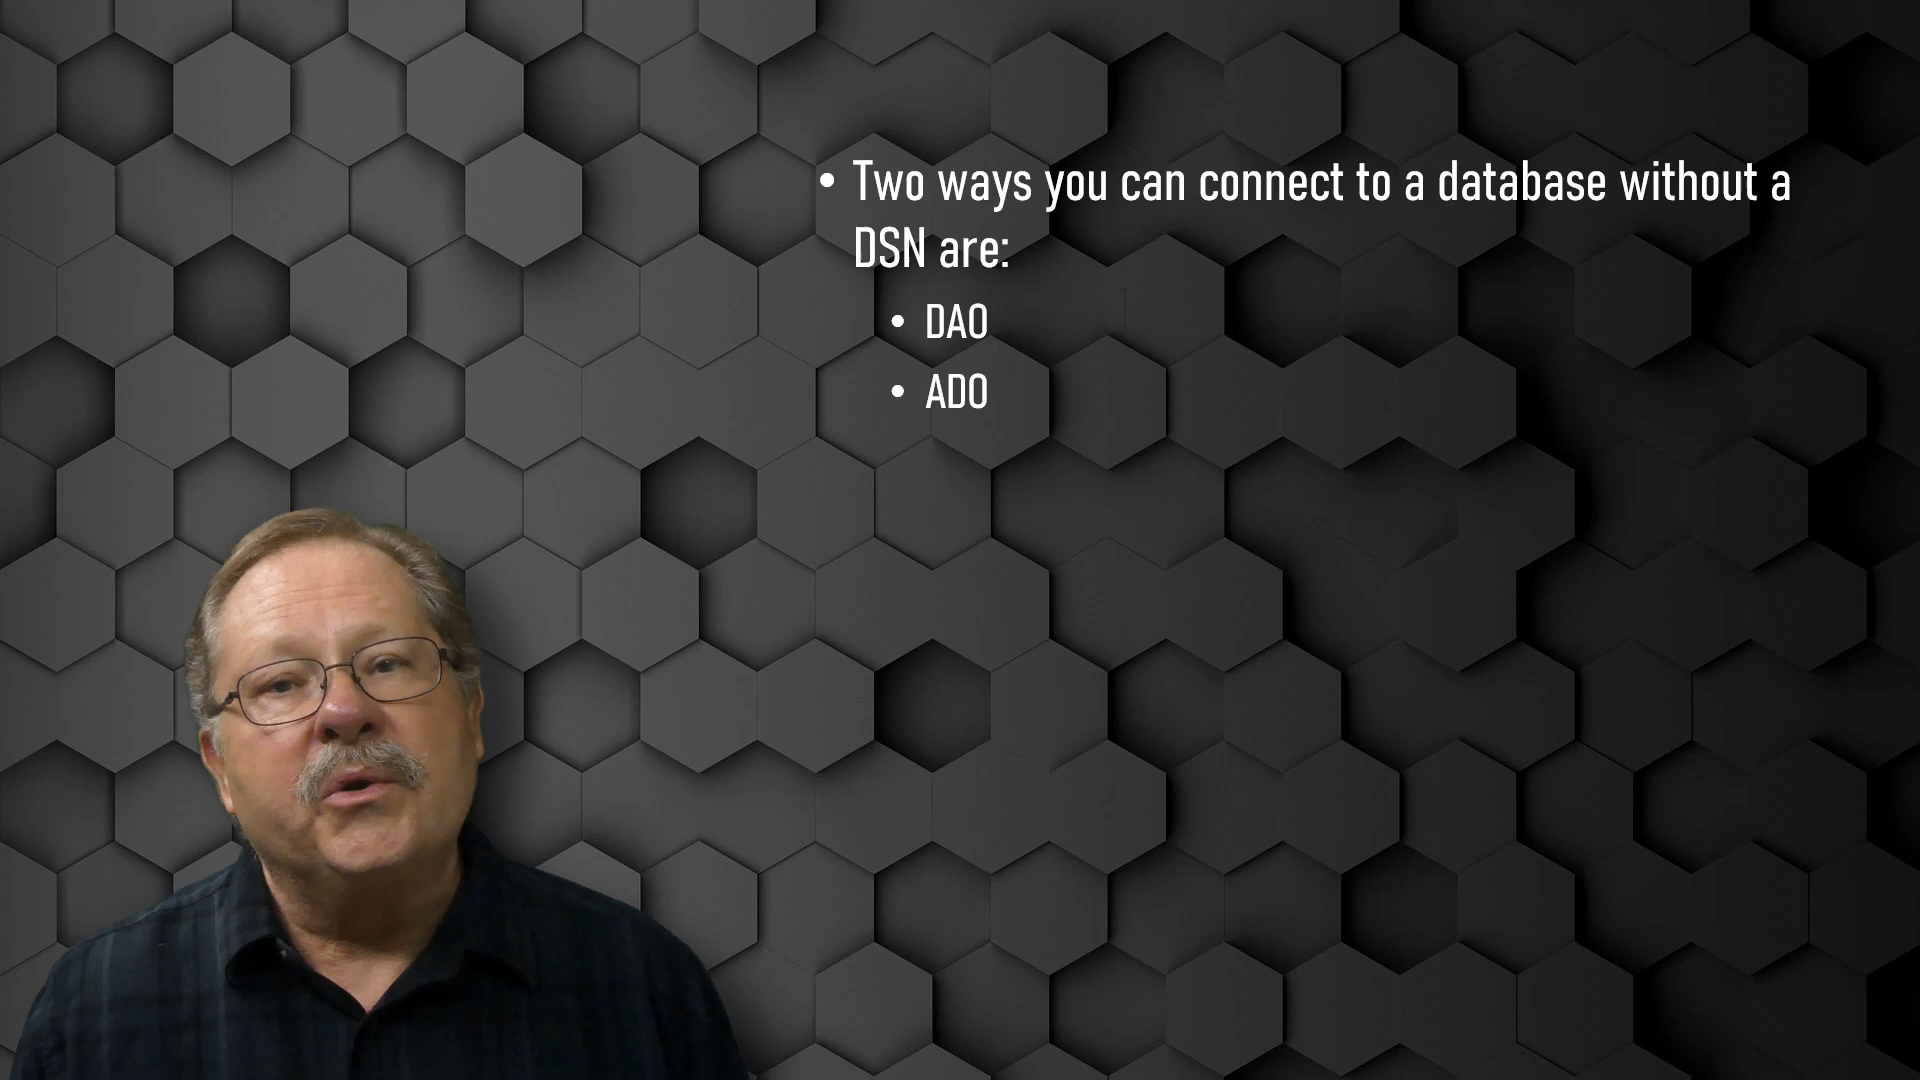 • Two ways you can connect to a database without a
DSN are:
• DAO
• ADO